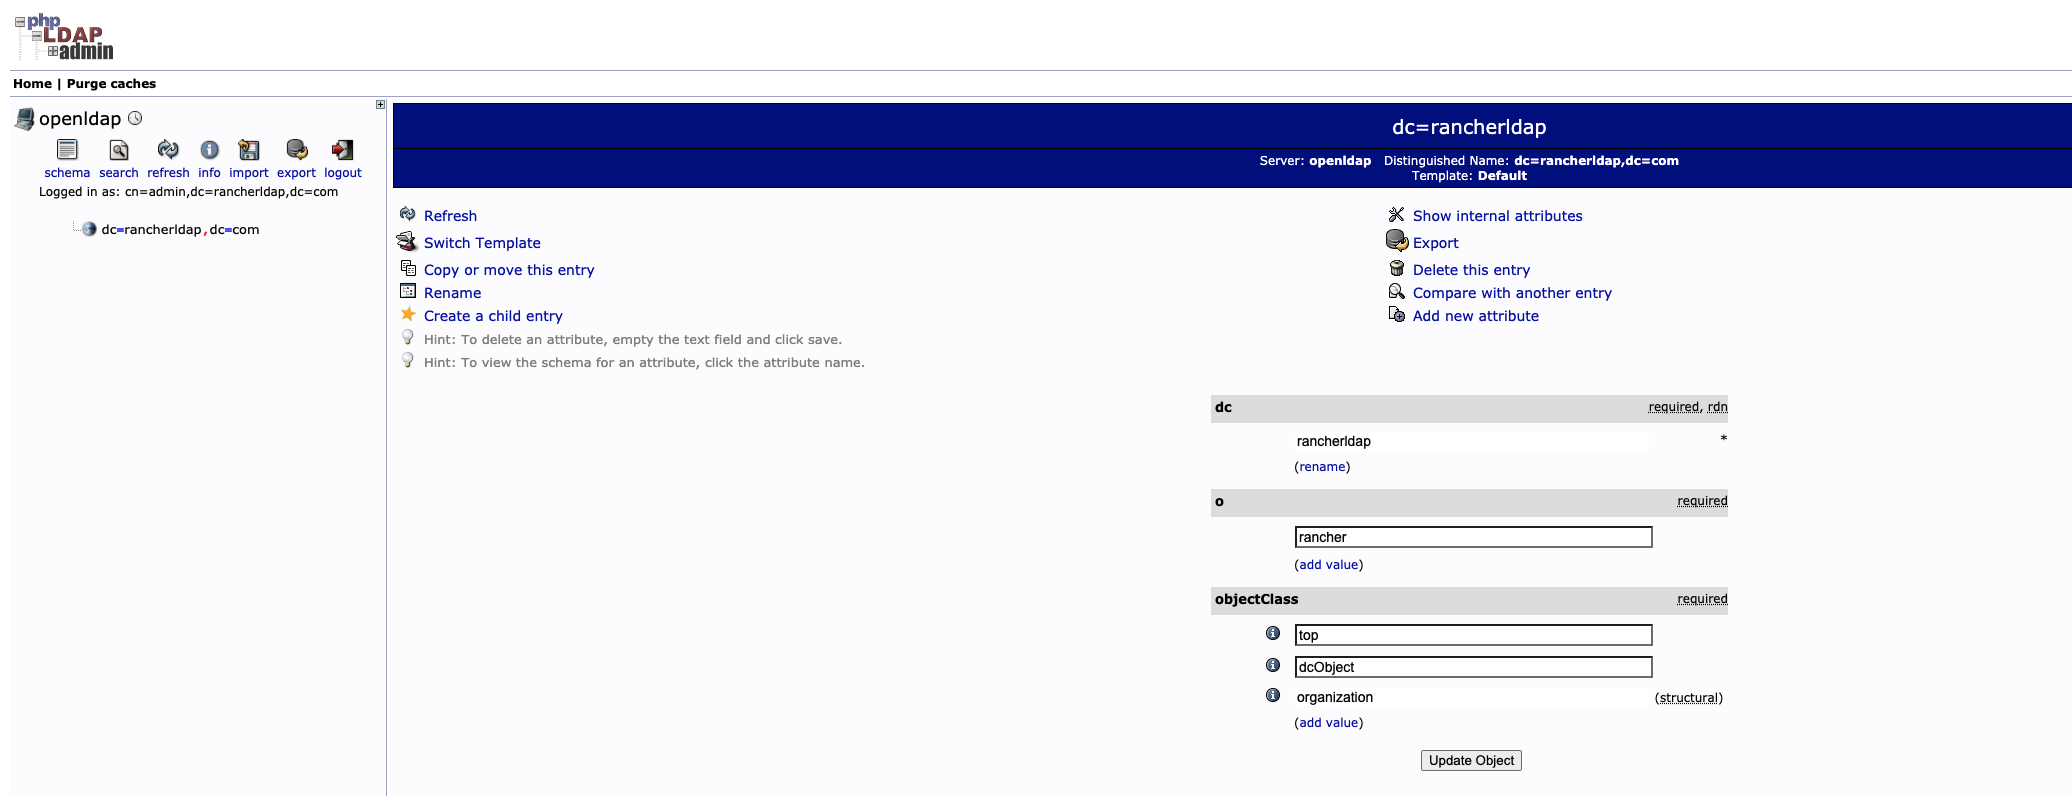 php
LDAP
admin
Home | Purge caches
openldap
schema search refresh info import export logout
Logged in as: cn=admin,dc=rancherldap,dc=com
dc=rancherldap,dc=com
dc=rancherldap
Server: openldap Distinguished Name: dc=rancherldap,dc=com
Template: Default
Refresh
Switch Template
Copy or move this entry
Rename
Create a child entry
Hint: To delete an attribute, empty the text field and click save.
Hint: To view the schema for an attribute, click the attribute name.
Show internal attributes
Export
Delete this entry
Compare with another entry
Add new attribute
dc required, rdn
rancherldap *
(rename)
o required
rancher
(add value)
objectClass required
top
dcObject
organization (structural)
(add value)
Update Object